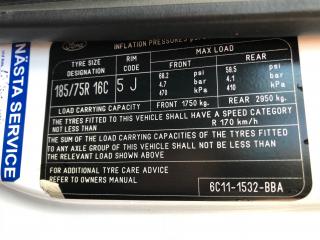 Ford
INFLATION PRESSURES
TYRE SIZE DESIGNATION RIM CODE MAX LOAD
FRONT REAR
185/75R 16C 5 J 68.2 psi 59.5 psi
4.7 bar 4.1 bar
470 kPa 410 kPa
LOAD CARRYING CAPACITY FRONT 1750 kg. REAR 2950 kg.
THE TYRES FITTED TO THIS VEHICLE SHALL HAVE A SPEED CATEGORY
NOT LESS THAN R 170 km/h
THE SUM OF THE LOAD CARRYING CAPACITIES OF THE TYRES FITTED
TO ANY AXLE GROUP OF THIS VEHICLE SHALL NOT BE LESS THAN
THE RELEVANT LOAD SHOWN ABOVE
FOR ADDITIONAL TYRE CARE ADVICE
REFER TO OWNERS MANUAL
6C11-1532-BBA
NÄSTA SERVICE